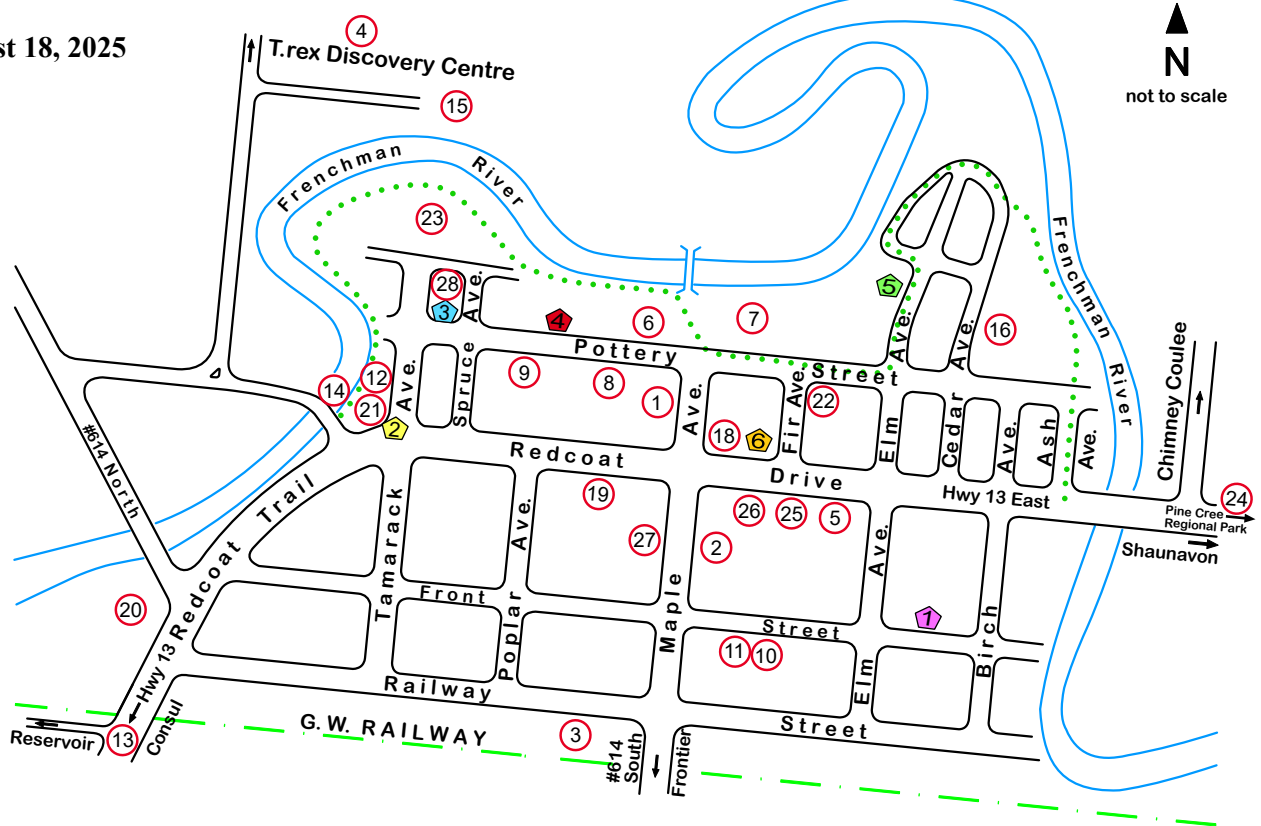 st 18, 2025
4
T.rex Discovery Centre
15
N
not to scale
Frenchman
River
23
28
3
Ave.
4
6
7
5
Ave.
Ave.
16
Frenchman
River
Pottery
Street
9
8
1
Ave.
Fir Ave.
22
14
12
21
2
Ave.
Spruce
18
6
Elm
Cedar
Ave.
Ash
Ave.
Chimney Coulee
#614 North
Redcoat
Drive
Hwy 13 East
24
Pine Cree
Regional Park
Shaunavon
Redcoat Trail
19
26
25
5
27
2
Tamarack
Poplar Ave.
Maple
Ave.
20
Front
Street
1
Birch
11
10
Elm
Hwy 13
Railway
Street
Reservoir
13
Consul
G.W. RAILWAY
3
#614
South
Frontier